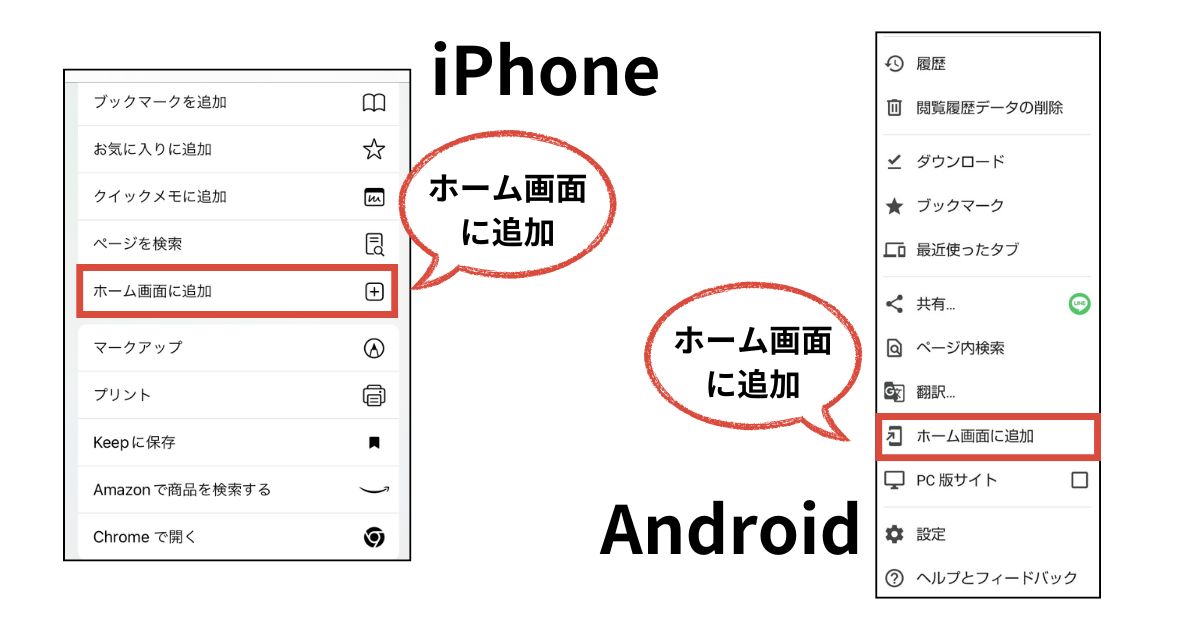 iPhone
ブックマークを追加
お気に入りに追加
クイックメモに追加
ページを検索
ホーム画面に追加
マークアップ
プリント
Keepに保存
Amazonで商品を検索する
Chrome で開く
ホーム画面
に追加
ホーム画面
に追加
Android
履歴
閲覧履歴データの削除
ダウンロード
ブックマーク
最近使ったタブ
共有...
LINE
ページ内検索
翻訳...
ホーム画面に追加
PC 版サイト
設定
ヘルプとフィードバック